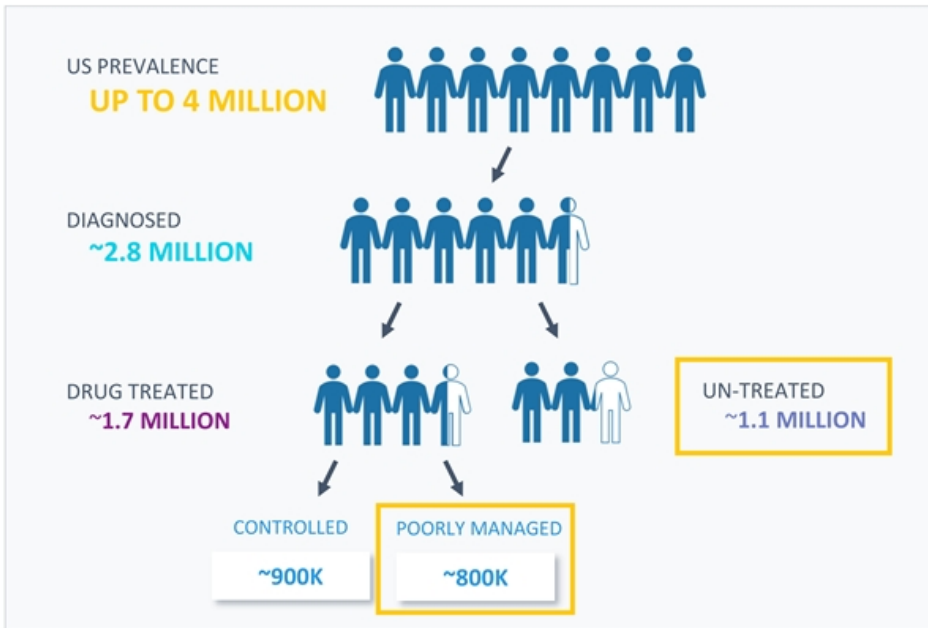 US PREVALENCE
UP TO 4 MILLION
DIAGNOSED
~2.8 MILLION
DRUG TREATED
~1.7 MILLION
UN-TREATED
~1.1 MILLION
CONTROLLED
~900K
POORLY MANAGED
~800K